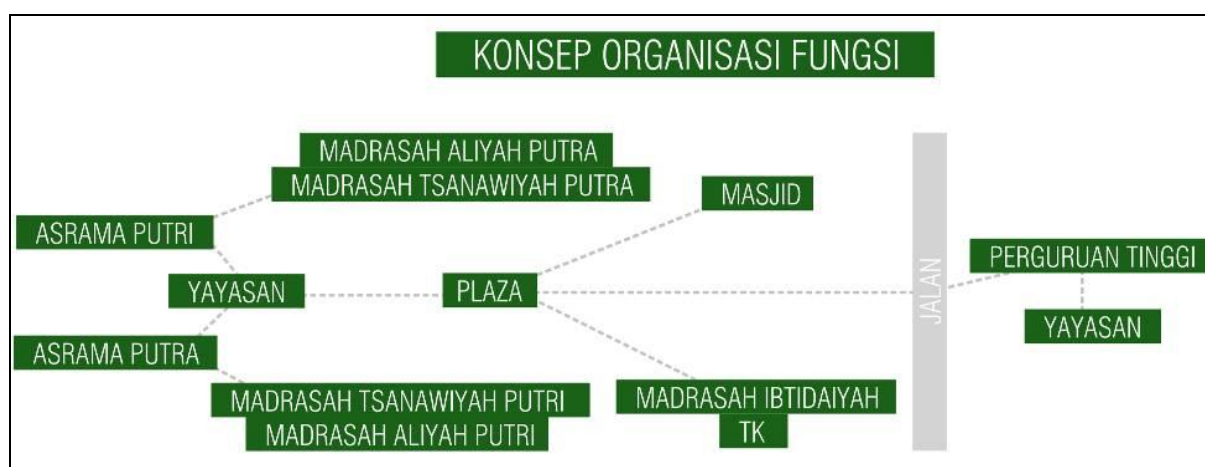 KONSEP ORGANISASI FUNGSI
MADRASAH ALIYAH PUTRA
MADRASAH TSANAWIYAH PUTRA
MASJID
ASRAMA PUTRI
PERGURUAN TINGGI
YAYASAN
PLAZA
JALAN
YAYASAN
ASRAMA PUTRA
MADRASAH TSANAWIYAH PUTRI
MADRASAH IBTIDAIYAH
MADRASAH ALIYAH PUTRI
TK